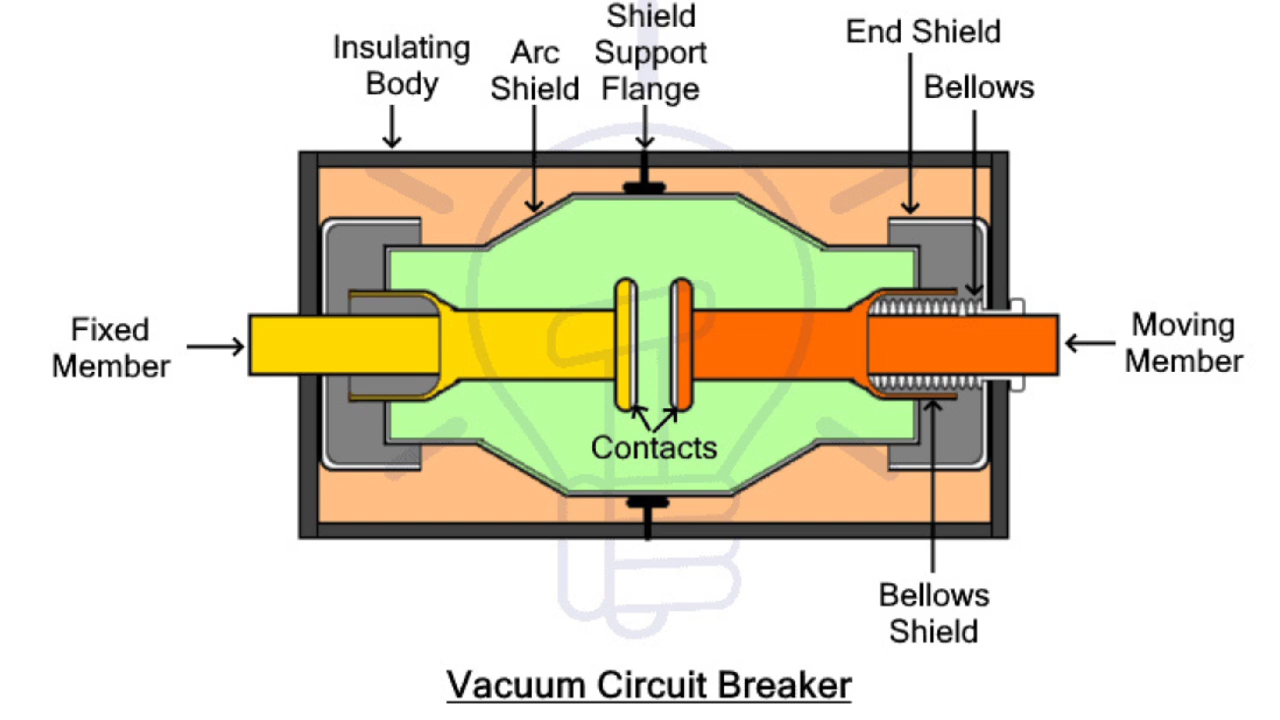 Shield
Support
Flange
Insulating
Body
Arc
Shield
End Shield
Bellows
Fixed
Member
Moving
Member
Contacts
Bellows
Shield
Vacuum Circuit Breaker